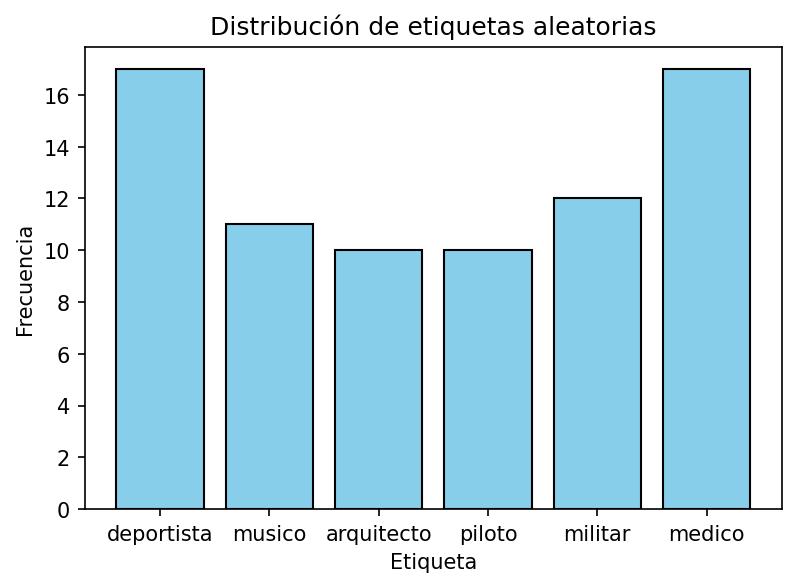 Distribución de etiquetas aleatorias
Frecuencia
16
14
12
10
8
6
4
2
0
deportista musico arquitecto piloto militar medico
Etiqueta